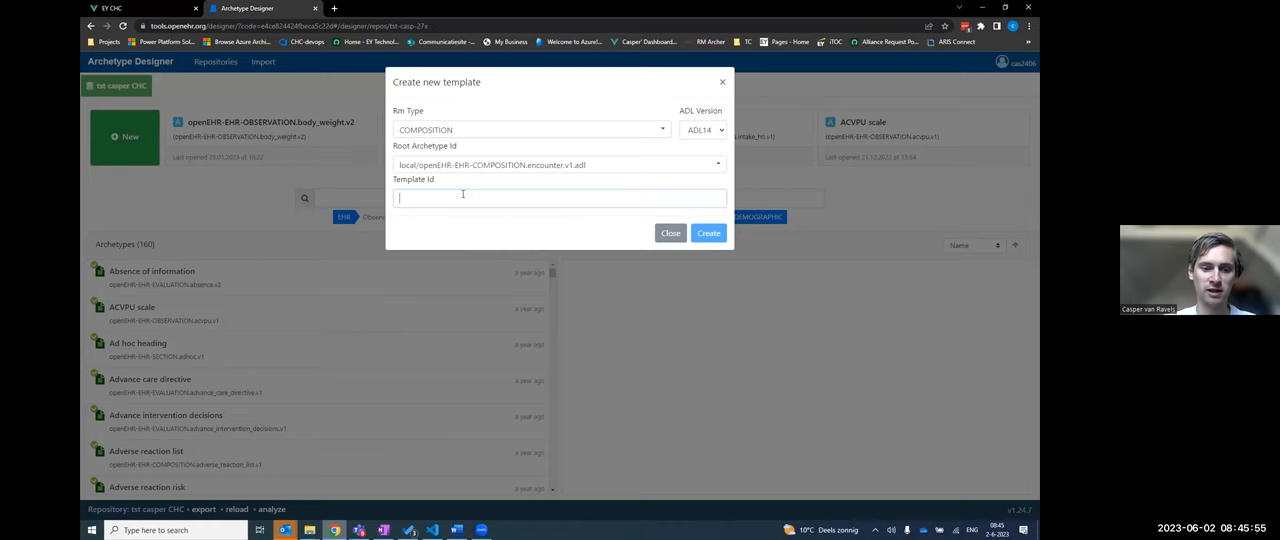 EY CHC
Archetype Designer
tools.openehr.org/designer/?code=e4ce824424fbeca5c22d#/designer/repos/tst-casp-27x
Projects
Power Platform Sol...
Browse Azure Archi...
CHC-devops
Home - EY Technol...
Communicatiesite -...
My Business
Welcome to Azure!...
Casper' Dashboard...
RM Archer
TC
Pages - Home
iTOC
Alliance Request Po...
ARIS Connect
Archetype Designer
Repositories
Import
cas2406
tst casper CHC
Create new template
Rm Type
ADL Version
COMPOSITION
ADL14
Root Archetype Id
local/openEHR-EHR-COMPOSITION.encounter.v1.adl
Template Id
Close
Create
New
openEHR-EHR-OBSERVATION.body_weight.v2
(openEHR-EHR-OBSERVATION.body_weight.v2)
Last opened 25.01.2023 at 10:22
.intake_ho.v1)
ACVPU scale
(openEHR-EHR-OBSERVATION.acvpu.v1)
Last opened 21.12.2022 at 13:54
EHR
Observa
DEMOGRAPHIC
Archetypes (160)
Name
Absence of information
openEHR-EHR-EVALUATION.absence.v2
a year ago
ACVPU scale
openEHR-EHR-OBSERVATION.acvpu.v1
a year ago
Ad hoc heading
openEHR-EHR-SECTION.adhoc.v1
a year ago
Advance care directive
openEHR-EHR-EVALUATION.advance_care_directive.v1
a year ago
Advance intervention decisions
openEHR-EHR-EVALUATION.advance_intervention_decisions.v1
a year ago
Adverse reaction list
openEHR-EHR-COMPOSITION.adverse_reaction_list.v1
a year ago
Adverse reaction risk
a year ago
Repository: tst casper CHC export reload analyze
v1.24.7
Type here to search
10°C Deels zonnig
ENG
08:45
2-6-2023
Casper van Ravels
2023-06-02 08:45:55